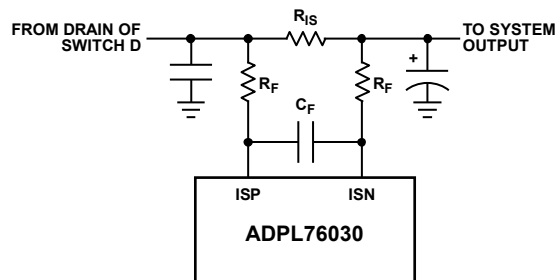 FROM DRAIN OF
SWITCH D
RIS
TO SYSTEM
OUTPUT
+
RF
CF
RF
ISP
ISN
ADPL76030